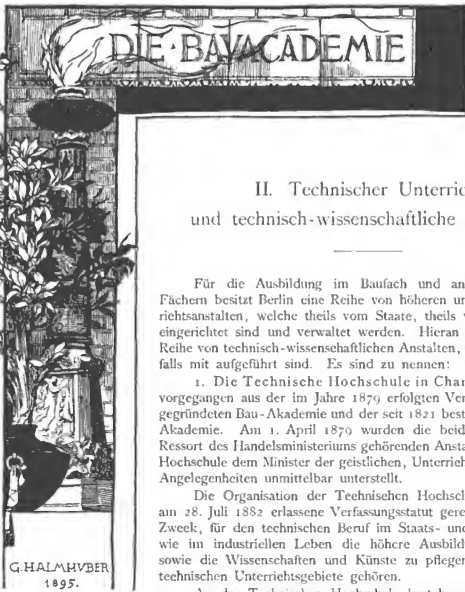 DIE·BAVACADEMIE
II. Technischer Unterric
und technisch-wissenschaftliche
Für die Ausbildung im Baufach und an
Fächern besitzt Berlin eine Reihe von höheren un
richtsanstalten, welche theils vom Staate, theils
eingerichtet sind und verwaltet werden. Hieran
Reihe von technisch-wissenschaftlichen Anstalten,
falls mit aufgeführt sind. Es sind zu nennen:
1. Die Technische Hochschule in Char
vorgegangen aus der im Jahre 1879 erfolgten Ver
gegründeten Bau-Akademie und der seit 1821 best
Akademie. Am 1. April 1879 wurden die beid
Ressort des Handelsministeriums gehörenden Ansta
Hochschule dem Minister der geistlichen, Unterrich
Angelegenheiten unmittelbar unterstellt.
Die Organisation der Technischen Hochscl
am 28. Juli 1882 erlassene Verfassungsstatut gere
Zweck, für den technischen Beruf im Staats- und
wie im industriellen Leben die höhere Ausbild
sowie die Wissenschaften und Künste zu pflegen
technischen Unterrichtsgebiete gehören.
G.HALMHVBER
1895.